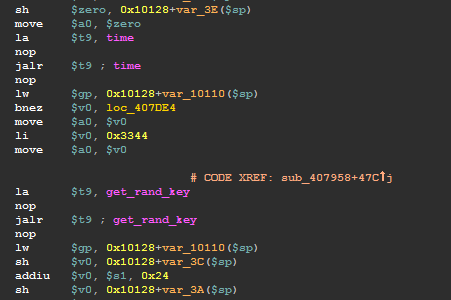 sh $zero, 0x10128+var_3E($sp)
move $a0, $zero
la $t9, time
nop
jalr $t9 ; time
nop
lw $gp, 0x10128+var_10110($sp)
bnez $v0, loc_407DE4
move $a0, $v0
li $v0, 0x3344
move $a0, $v0
# CODE XREF: sub_407958+47C↑j
la $t9, get_rand_key
nop
jalr $t9 ; get_rand_key
nop
lw $gp, 0x10128+var_10110($sp)
sh $v0, 0x10128+var_3C($sp)
addiu $v0, $s1, 0x24
sh $v0, 0x10128+var_3A($sp)